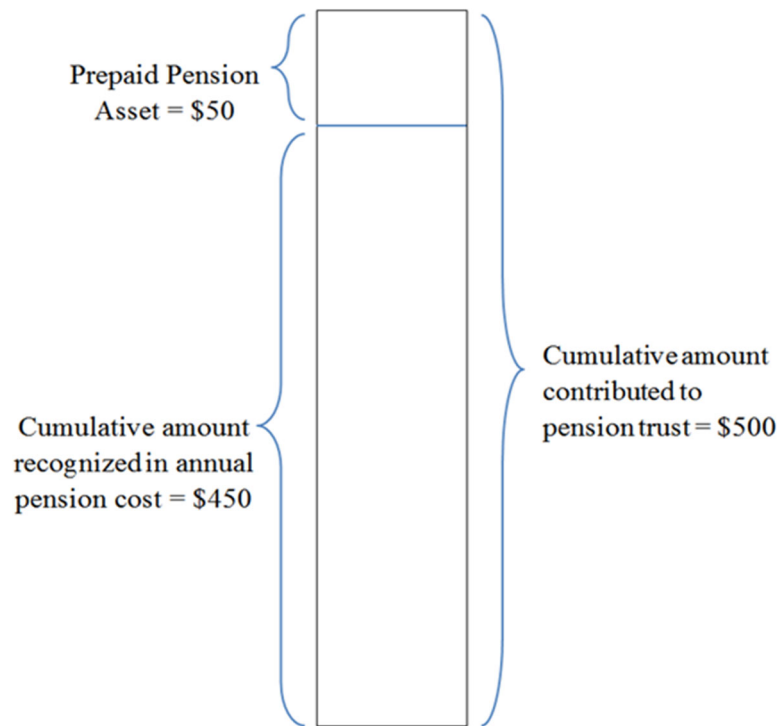 Prepaid Pension
Asset = $50
Cumulative amount
contributed to
pension trust = $500
Cumulative amount
recognized in annual
pension cost = $450